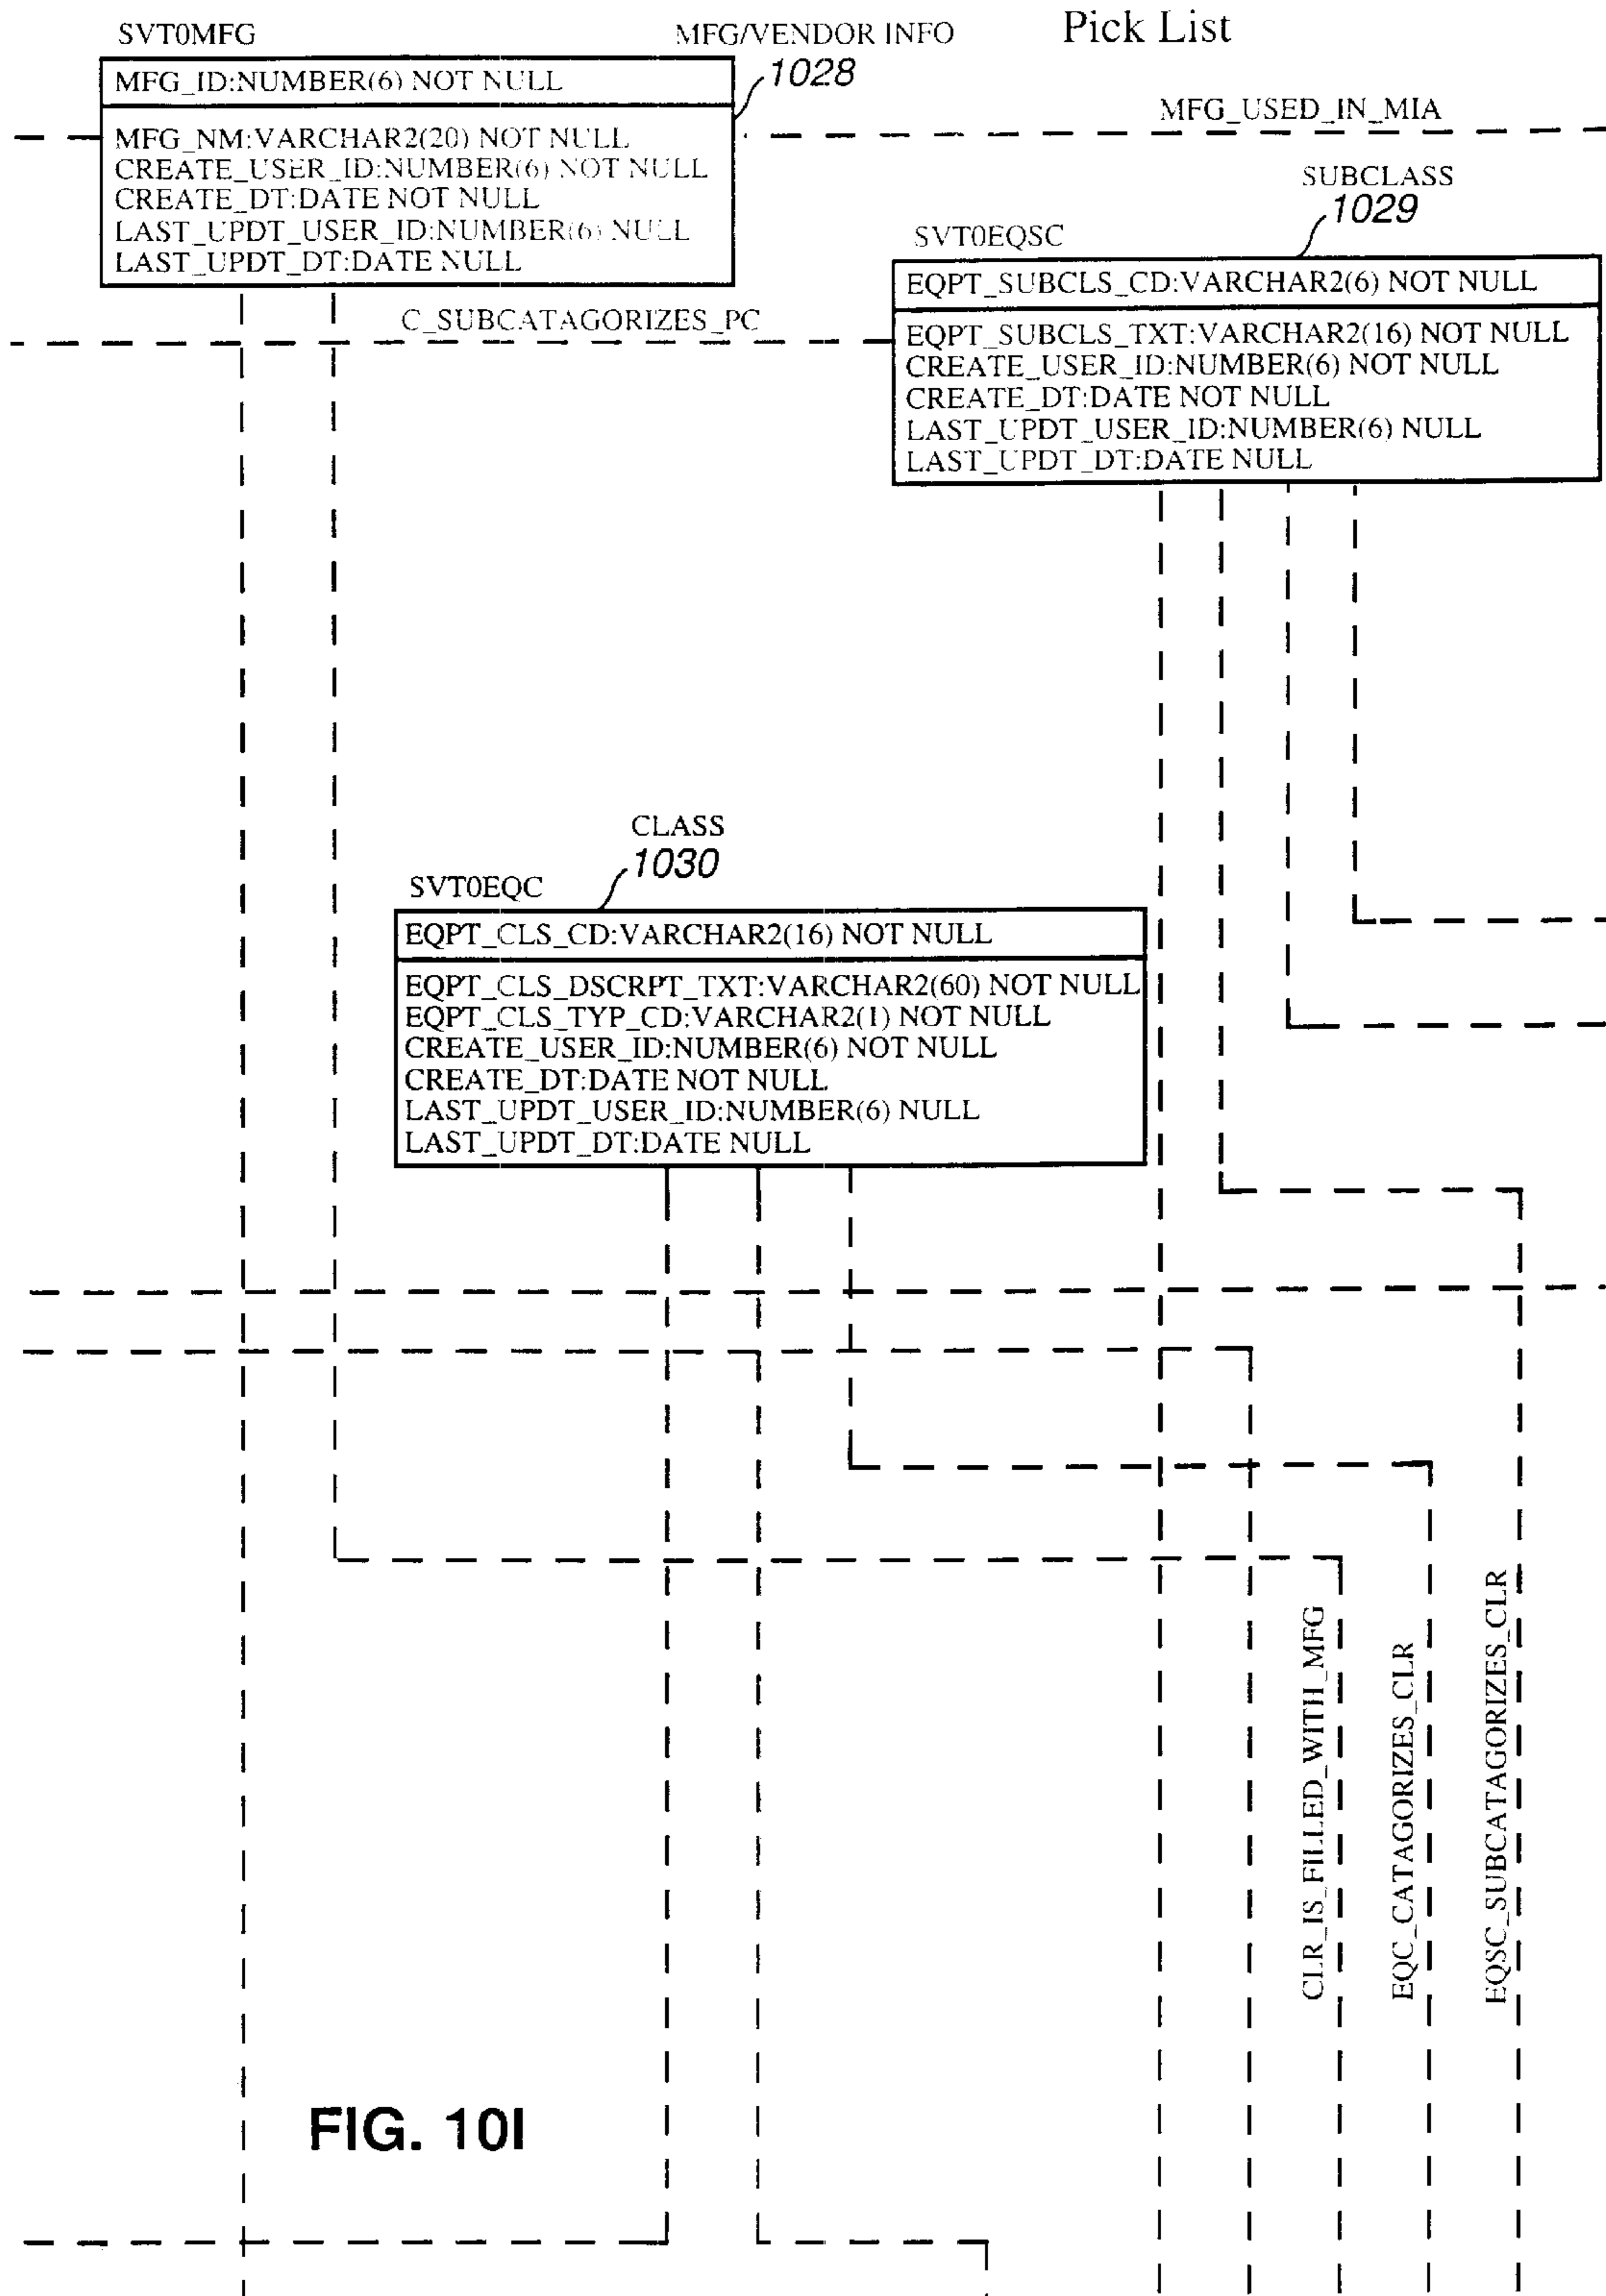 Pick List
SVT0MFG
MFG/VENDOR INFO
1028
MFG_ID:NUMBER(6) NOT NULL
MFG_NM:VARCHAR2(20) NOT NULL
CREATE_USER_ID:NUMBER(6) NOT NULL
CREATE_DT:DATE NOT NULL
LAST_UPDT_USER_ID:NUMBER(6) NULL
LAST_UPDT_DT:DATE NULL
MFG_USED_IN_MIA
SUBCLASS
1029
SVT0EQSC
EQPT_SUBCLS_CD:VARCHAR2(6) NOT NULL
EQPT_SUBCLS_TXT:VARCHAR2(16) NOT NULL
CREATE_USER_ID:NUMBER(6) NOT NULL
CREATE_DT:DATE NOT NULL
LAST_UPDT_USER_ID:NUMBER(6) NULL
LAST_UPDT_DT:DATE NULL
C_SUBCATAGORIZES_PC
CLASS
1030
SVT0EQC
EQPT_CLS_CD:VARCHAR2(16) NOT NULL
EQPT_CLS_DSCRPT_TXT:VARCHAR2(60) NOT NULL
EQPT_CLS_TYP_CD:VARCHAR2(1) NOT NULL
CREATE_USER_ID:NUMBER(6) NOT NULL
CREATE_DT:DATE NOT NULL
LAST_UPDT_USER_ID:NUMBER(6) NULL
LAST_UPDT_DT:DATE NULL
CLR_IS_FILLED_WITH_MFG
EQC_CATAGORIZES_CLR
EQSC_SUBCATAGORIZES_CLR
FIG. 10I